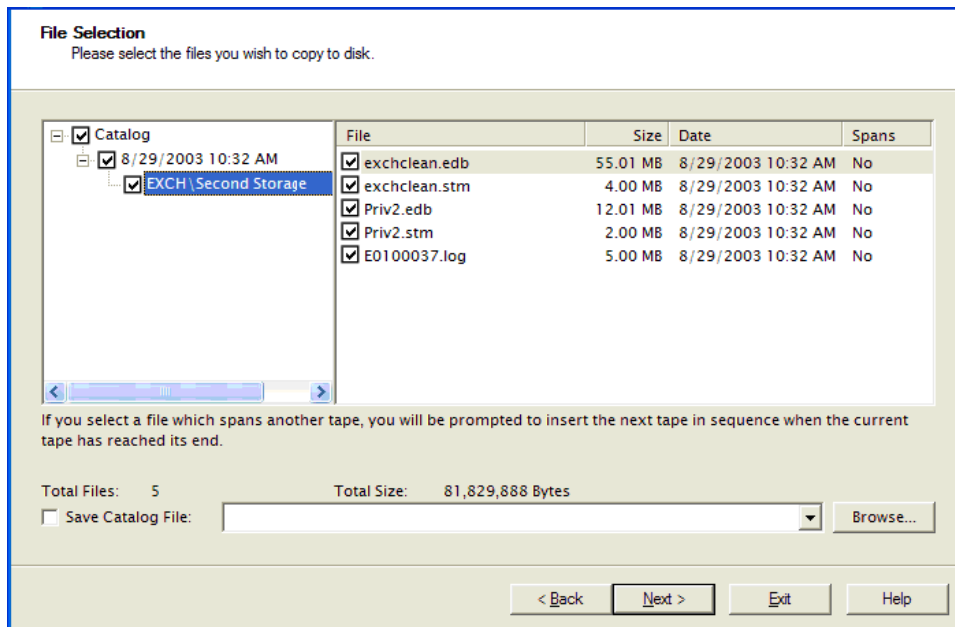 File Selection
Please select the files you wish to copy to disk.
Catalog
8/29/2003 10:32 AM
EXCH\Second Storage
File Size Date Spans
exchclean.edb 55.01 MB 8/29/2003 10:32 AM No
exchclean.stm 4.00 MB 8/29/2003 10:32 AM No
Priv2.edb 12.01 MB 8/29/2003 10:32 AM No
Priv2.stm 2.00 MB 8/29/2003 10:32 AM No
E0100037.log 5.00 MB 8/29/2003 10:32 AM No
If you select a file which spans another tape, you will be prompted to insert the next tape in sequence when the current
tape has reached its end.
Total Files: 5 Total Size: 81,829,888 Bytes
Save Catalog File: Browse...
< Back Next > Exit Help